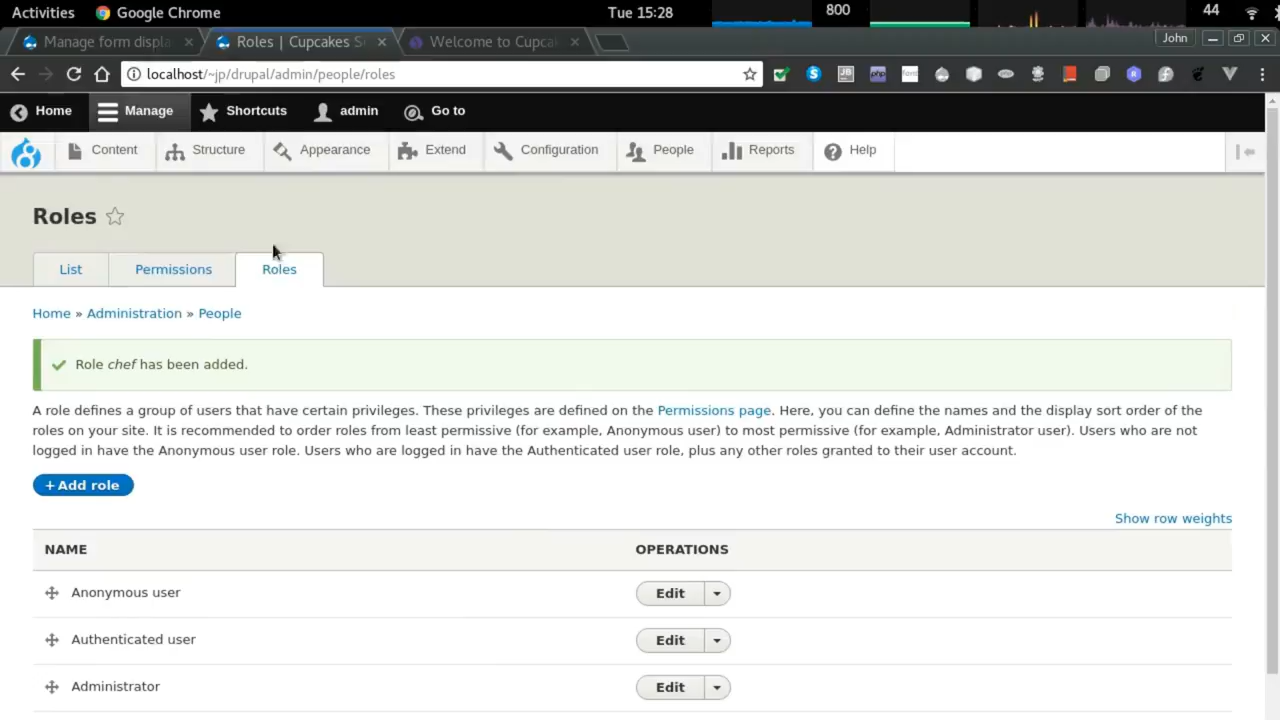 Activities Google Chrome Tue 15:28 800 44
Manage form displa Roles | Cupcakes S Welcome to Cupca John
localhost/~jp/drupal/admin/people/roles
Home Manage Shortcuts admin Go to
Content Structure Appearance Extend Configuration People Reports Help
Roles
List Permissions Roles
Home » Administration » People
Role chef has been added.
A role defines a group of users that have certain privileges. These privileges are defined on the Permissions page. Here, you can define the names and the display sort order of the
roles on your site. It is recommended to order roles from least permissive (for example, Anonymous user) to most permissive (for example, Administrator user). Users who are not
logged in have the Anonymous user role. Users who are logged in have the Authenticated user role, plus any other roles granted to their user account.
+ Add role
Show row weights
NAME OPERATIONS
Anonymous user Edit
Authenticated user Edit
Administrator Edit